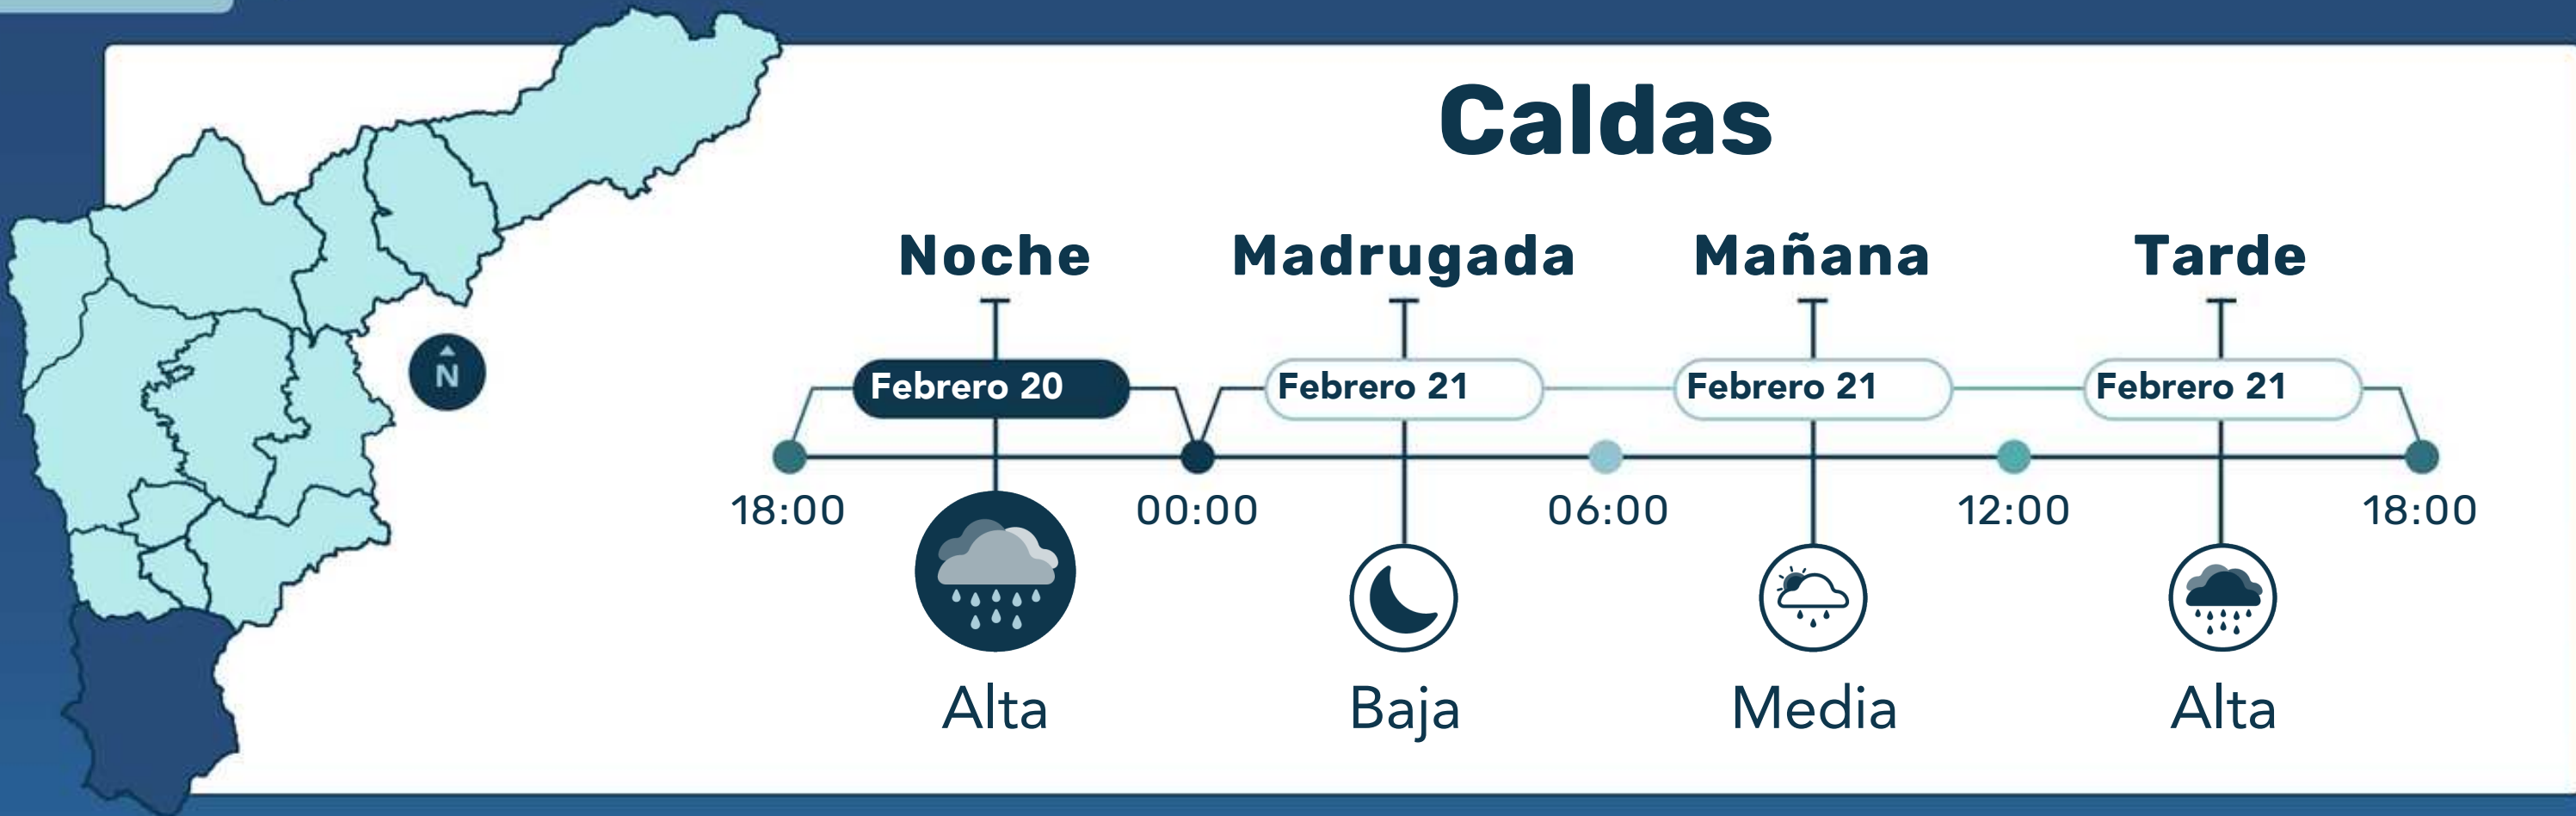 Caldas
Noche Madrugada Mañana Tarde
Febrero 20 Febrero 21 Febrero 21 Febrero 21
N
18:00 00:00 06:00 12:00 18:00
Alta Baja Media Alta